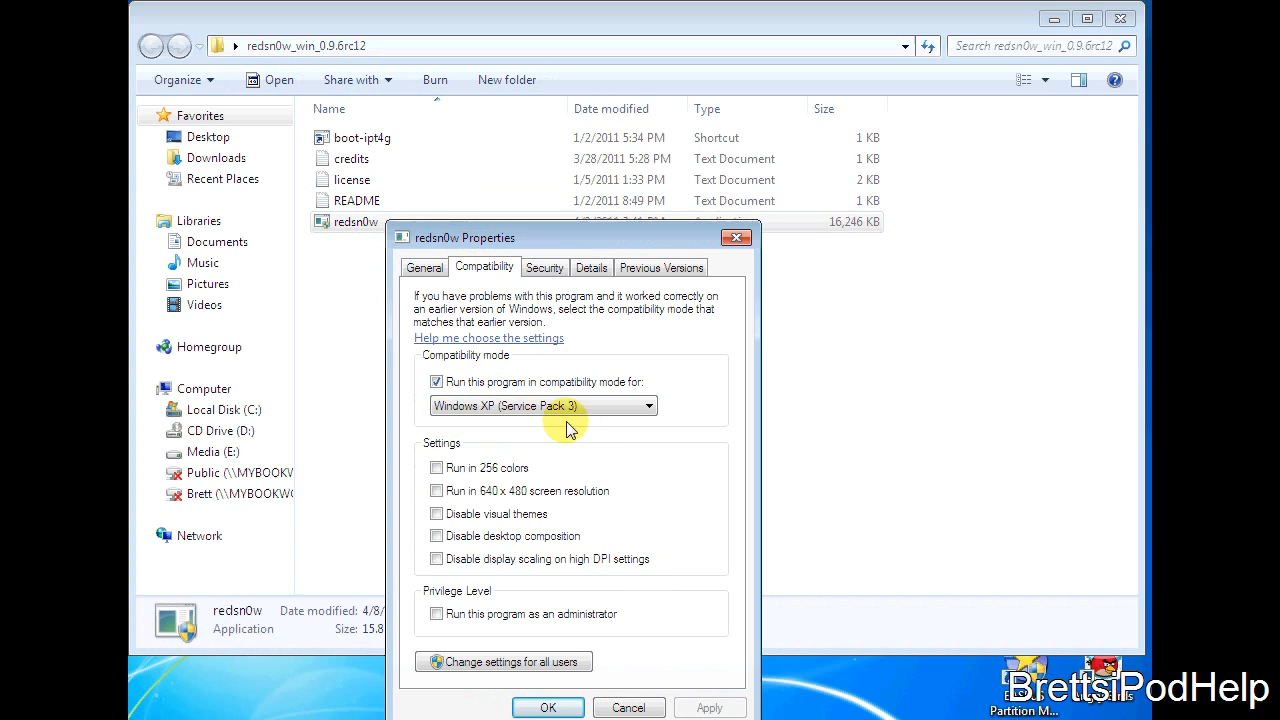 redsn0w_win_0.9.6rc12
Search redsn0w_win_0.9.6rc12
Organize Open Share with Burn New folder
Name Date modified Type Size
Favorites
Desktop
Downloads
Recent Places
Libraries
Documents
Music
Pictures
Videos
Homegroup
Computer
Local Disk (C:)
CD Drive (D:)
Media (E:)
Public (\\MYBOOKW
Brett (\\MYBOOKW
Network
boot-ipt4g 1/2/2011 5:34 PM Shortcut 1 KB
credits 3/28/2011 5:28 PM Text Document 1 KB
license 1/5/2011 1:33 PM Text Document 2 KB
README 1/2/2011 8:49 PM Text Document 1 KB
redsn0w 16,246 KB
redsn0w Properties
General Compatibility Security Details Previous Versions
If you have problems with this program and it worked correctly on
an earlier version of Windows, select the compatibility mode that
matches that earlier version.
Help me choose the settings
Compatibility mode
Run this program in compatibility mode for:
Windows XP (Service Pack 3)
Settings
Run in 256 colors
Run in 640 x 480 screen resolution
Disable visual themes
Disable desktop composition
Disable display scaling on high DPI settings
Privilege Level
Run this program as an administrator
Change settings for all users
OK Cancel Apply
redsn0w Date modified: 4/8/
Application Size: 15.8
Partition M...
BrettsiPodHelp